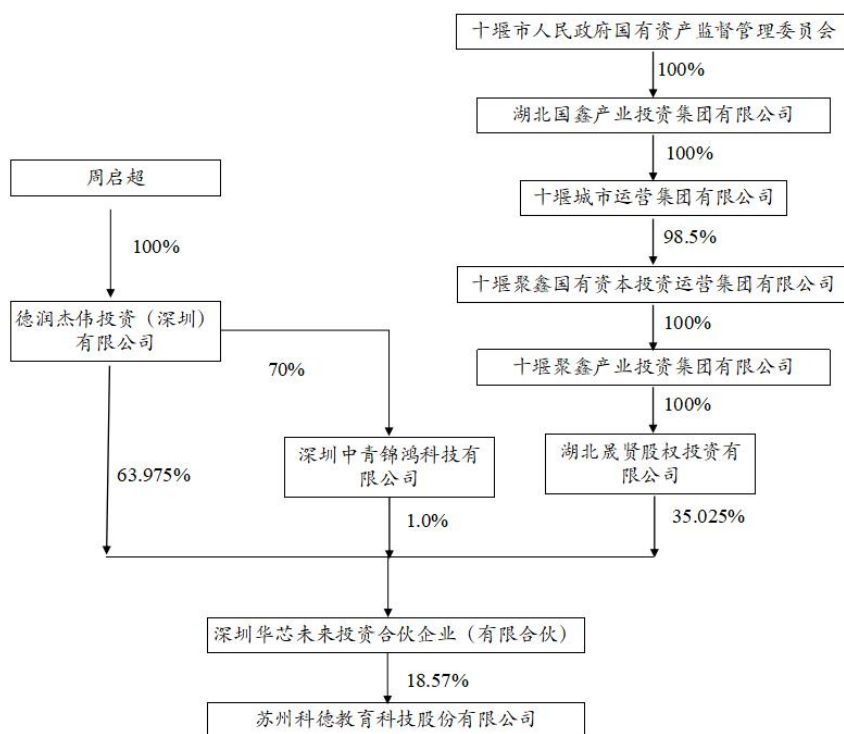 十堰市人民政府国有资产监督管理委员会
100%
湖北国鑫产业投资集团有限公司
100%
周启超
十堰城市运营集团有限公司
100%
98.5%
十堰聚鑫国有资本投资运营集团有限公司
德润杰伟投资（深圳）
有限公司
100%
70%
十堰聚鑫产业投资集团有限公司
100%
深圳中青锦鸿科技有
限公司
湖北晟贤股权投资有
限公司
63.975%
1.0%
35.025%
深圳华芯未来投资合伙企业（有限合伙）
18.57%
苏州科德教育科技股份有限公司